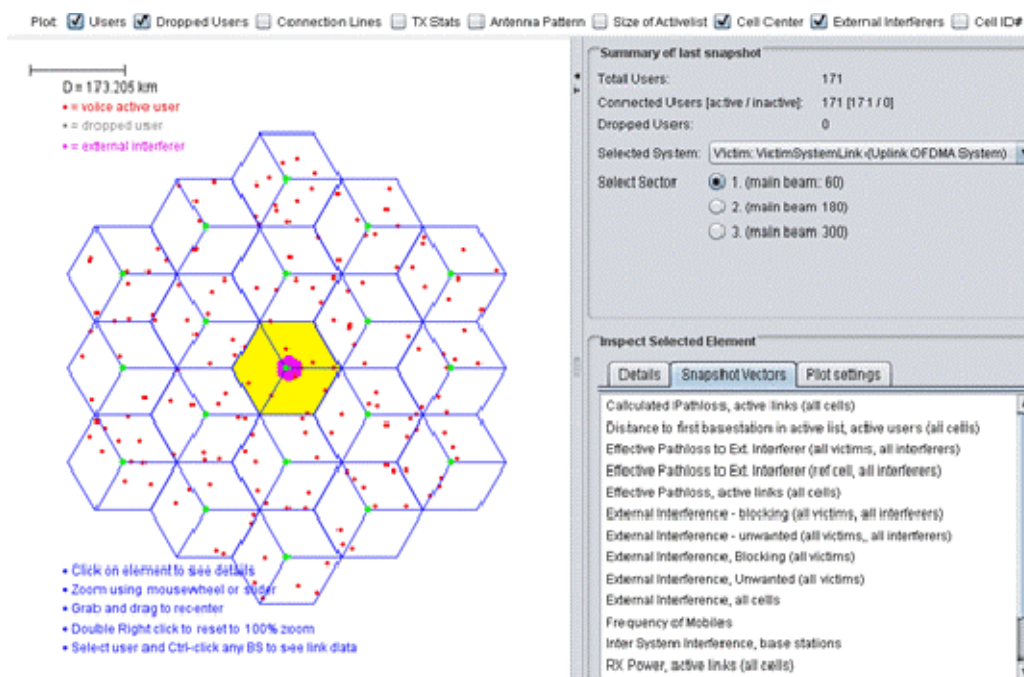 Plot: Users Dropped Users Connection Lines TX Stats Antenna Pattern Size of Activelist Cell Center External Interferers Cell ID#
D = 173.205 km
• = voice active user
• = dropped user
• = external interferer
• Click on element to see details
• Zoom using mousewheel or slider
• Grab and drag to recenter
• Double Right click to reset to 100% zoom
• Select user and Ctrl-click any BS to see link data
Summary of last snapshot
Total Users: 171
Connected Users [active / inactive]: 171 [171 / 0]
Dropped Users: 0
Selected System: Victim: VictimSystemLink (Uplink OFDMA System)
Select Sector 1. (main beam: 60)
2. (main beam 180)
3. (main beam 300)
Inspect Selected Element
Details Snapshot Vectors Pilot settings
Calculated Pathloss, active links (all cells)
Distance to first basestation in active list, active users (all cells)
Effective Pathloss to Ext. Interferer (all victims, all interferers)
Effective Pathloss to Ext. Interferer (ref cell, all interferers)
Effective Pathloss, active links (all cells)
External Interference - blocking (all victims, all interferers)
External Interference - unwanted (all victims, all interferers)
External Interference, Blocking (all victims)
External Interference, Unwanted (all victims)
External Interference, all cells
Frequency of Mobiles
Inter System Interference, base stations
RX Power, active links (all cells)